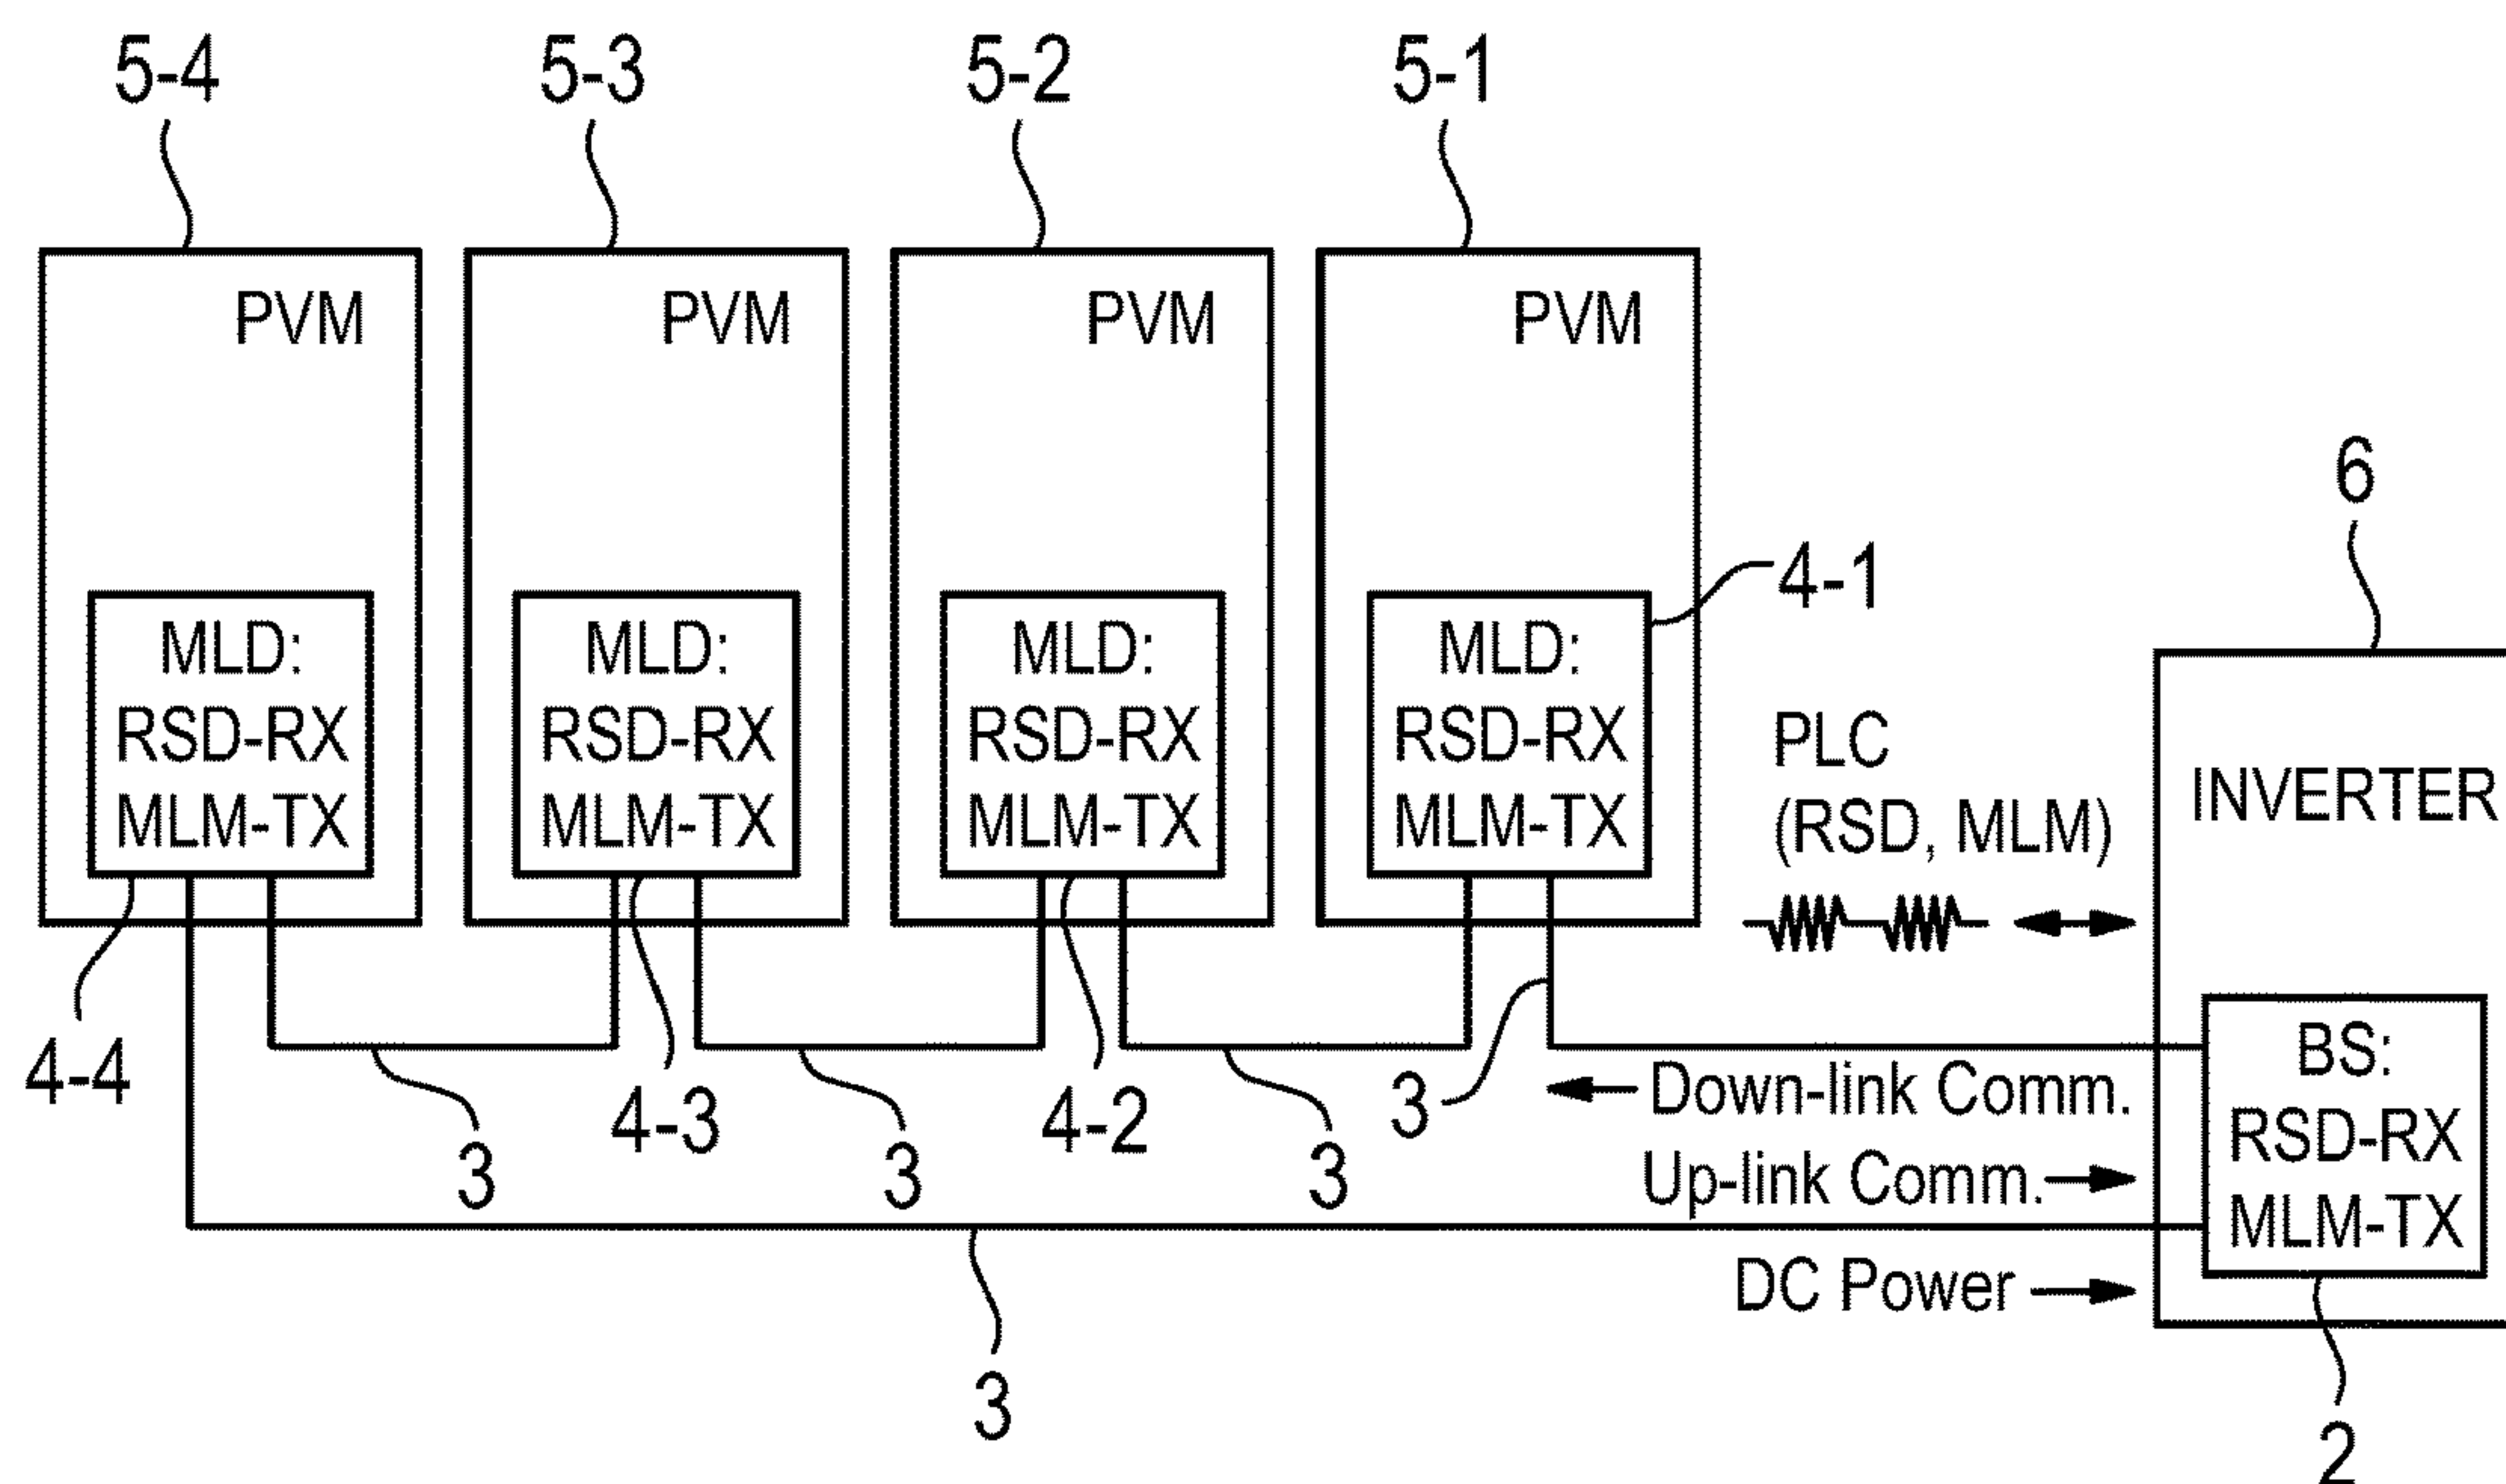 5-4
5-3
5-2
5-1
PVM
PVM
PVM
PVM
6
4-1
MLD:
RSD-RX
MLM-TX
MLD:
RSD-RX
MLM-TX
MLD:
RSD-RX
MLM-TX
MLD:
RSD-RX
MLM-TX
PLC
(RSD, MLM)
INVERTER
BS:
RSD-RX
MLM-TX
4-4
3
4-3
3
4-2
3
3
Down-link Comm.
Up-link Comm.
DC Power
3
2